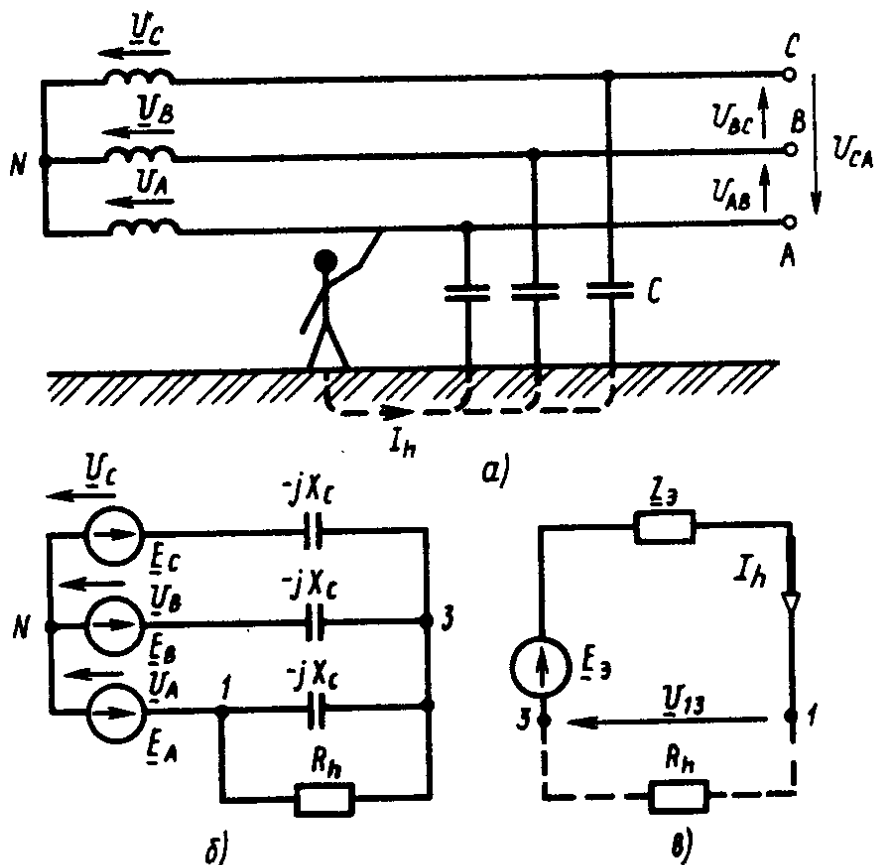 U_C
C
U_B
U_BC
B
N
U_CA
U_A
U_AB
A
C
I_h
а)
U_C
-jX_C
Z_Э
E_C
I_h
U_B
-jX_C
N
3
E_B
E_Э
U_A
1
-jX_C
U_13
3
1
E_A
R_h
R_h
б)
в)